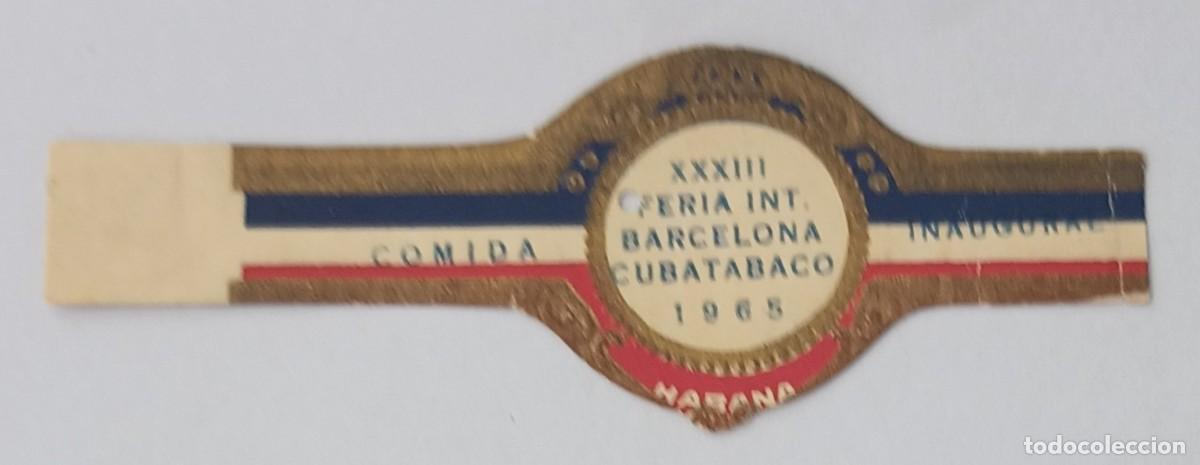 XXXIII
FERIA INT.
BARCELONA
CUBATABACO
1965
COMIDA
INAUGURAL
HABANA
todocoleccion